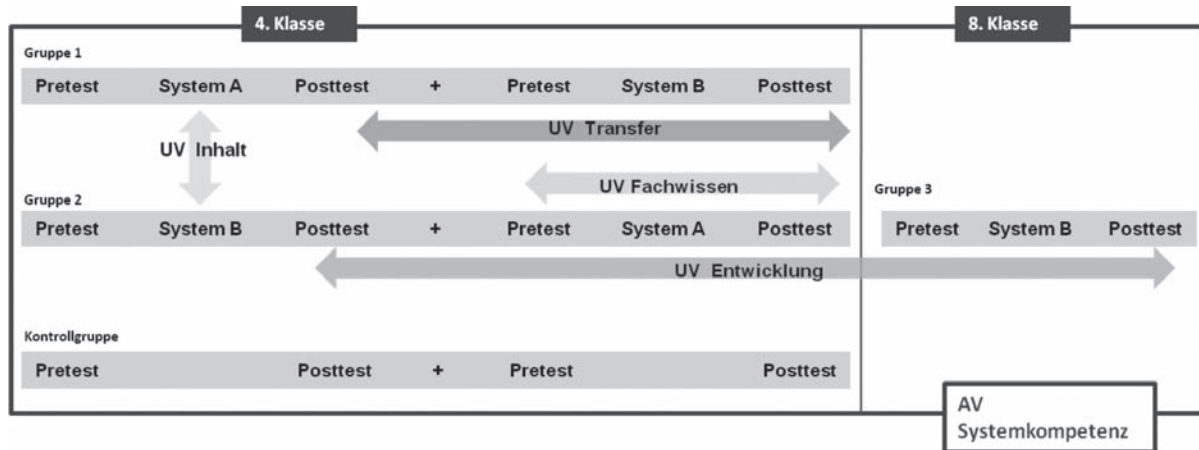 4. Klasse
8. Klasse
Gruppe 1
Pretest System A Posttest + Pretest System B Posttest
UV Transfer
UV Inhalt
UV Fachwissen
Gruppe 2
Gruppe 3
Pretest System B Posttest + Pretest System A Posttest
Pretest System B Posttest
UV Entwicklung
Kontrollgruppe
Pretest Posttest + Pretest Posttest
AV
Systemkompetenz